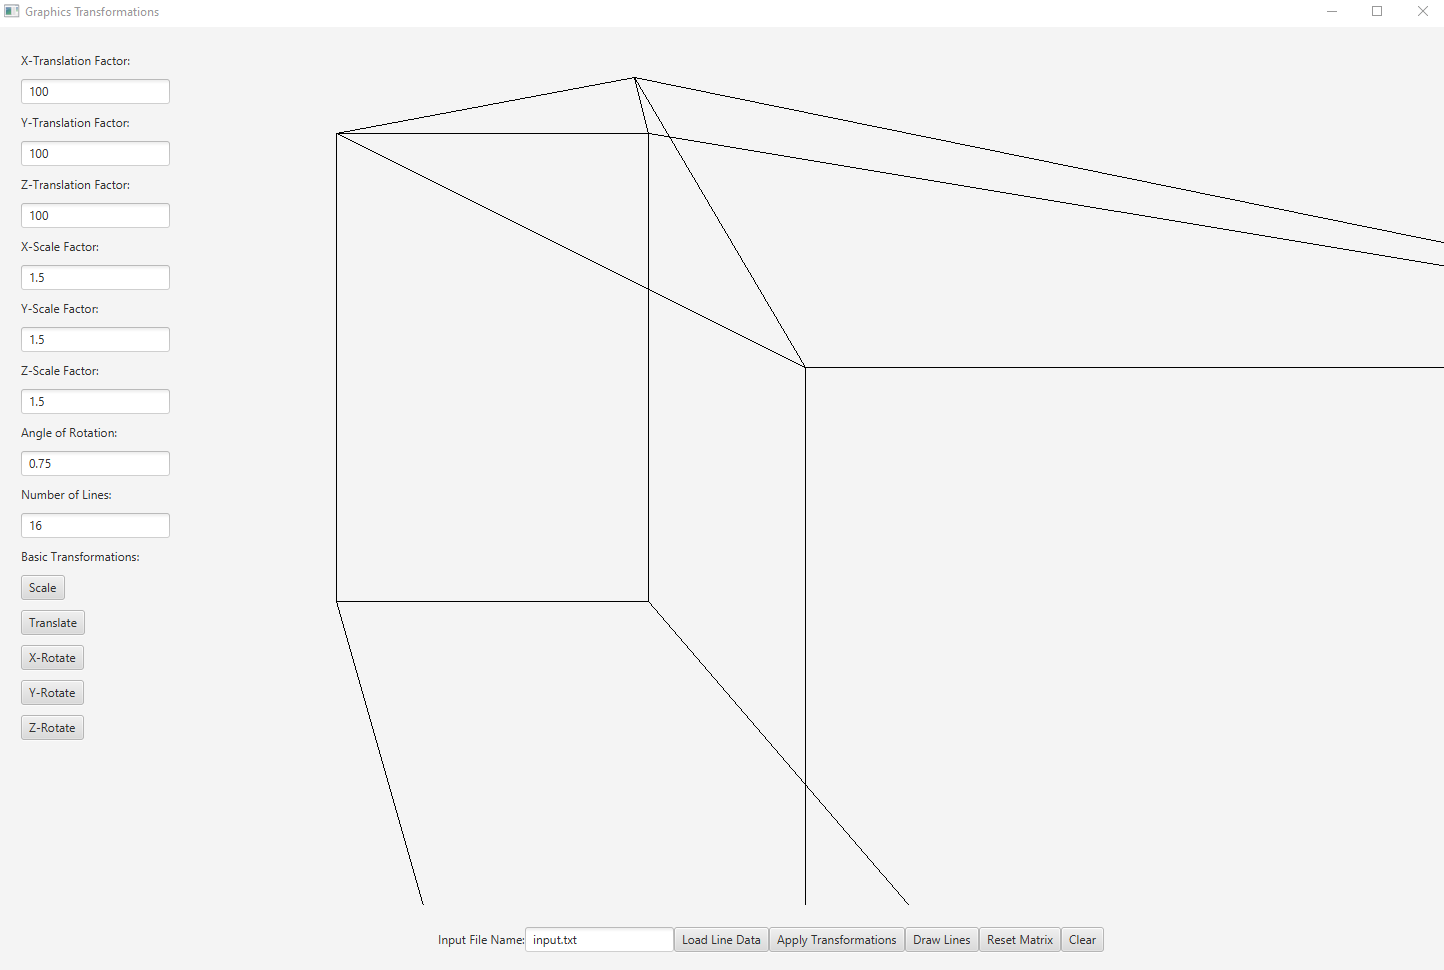 Graphics Transformations
X-Translation Factor:
100
Y-Translation Factor:
100
Z-Translation Factor:
100
X-Scale Factor:
1.5
Y-Scale Factor:
1.5
Z-Scale Factor:
1.5
Angle of Rotation:
0.75
Number of Lines:
16
Basic Transformations:
Scale
Translate
X-Rotate
Y-Rotate
Z-Rotate
Input File Name: input.txt Load Line Data Apply Transformations Draw Lines Reset Matrix Clear